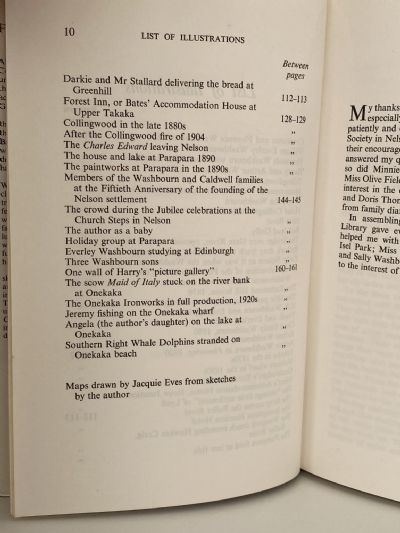 10
LIST OF ILLUSTRATIONS
Between
pages
Darkie and Mr Stallard delivering the bread at
Greenhill 112–113
Forest Inn, or Bates' Accommodation House at
Upper Takaka 128–129
Collingwood in the late 1880s
After the Collingwood fire of 1904 "
The Charles Edward leaving Nelson "
The house and lake at Parapara 1890 "
The paintworks at Parapara in the 1890s "
Members of the Washbourn and Caldwell families
at the Fiftieth Anniversary of the founding of the
Nelson settlement 144–145
The crowd during the Jubilee celebrations at the
Church Steps in Nelson "
The author as a baby "
Holiday group at Parapara "
Everley Washbourn studying at Edinburgh "
Three Washbourn sons "
One wall of Harry's "picture gallery" 160–161
The scow Maid of Italy stuck on the river bank
at Onekaka "
The Onekaka Ironworks in full production, 1920s "
Jeremy fishing on the Onekaka wharf "
Angela (the author's daughter) on the lake at
Onekaka "
Southern Right Whale Dolphins stranded on
Onekaka beach "
Maps drawn by Jacquie Eves from sketches
by the author
My thanks
especially
patiently and
Society in Nels
their encourage
answered my q
so did Minnie
Miss Olive Field
interest in the
and Doris Thor
from family dia
In assembling
Library gave ev
helped me with
Isel Park; Miss
and Sally Washb
to the interest of